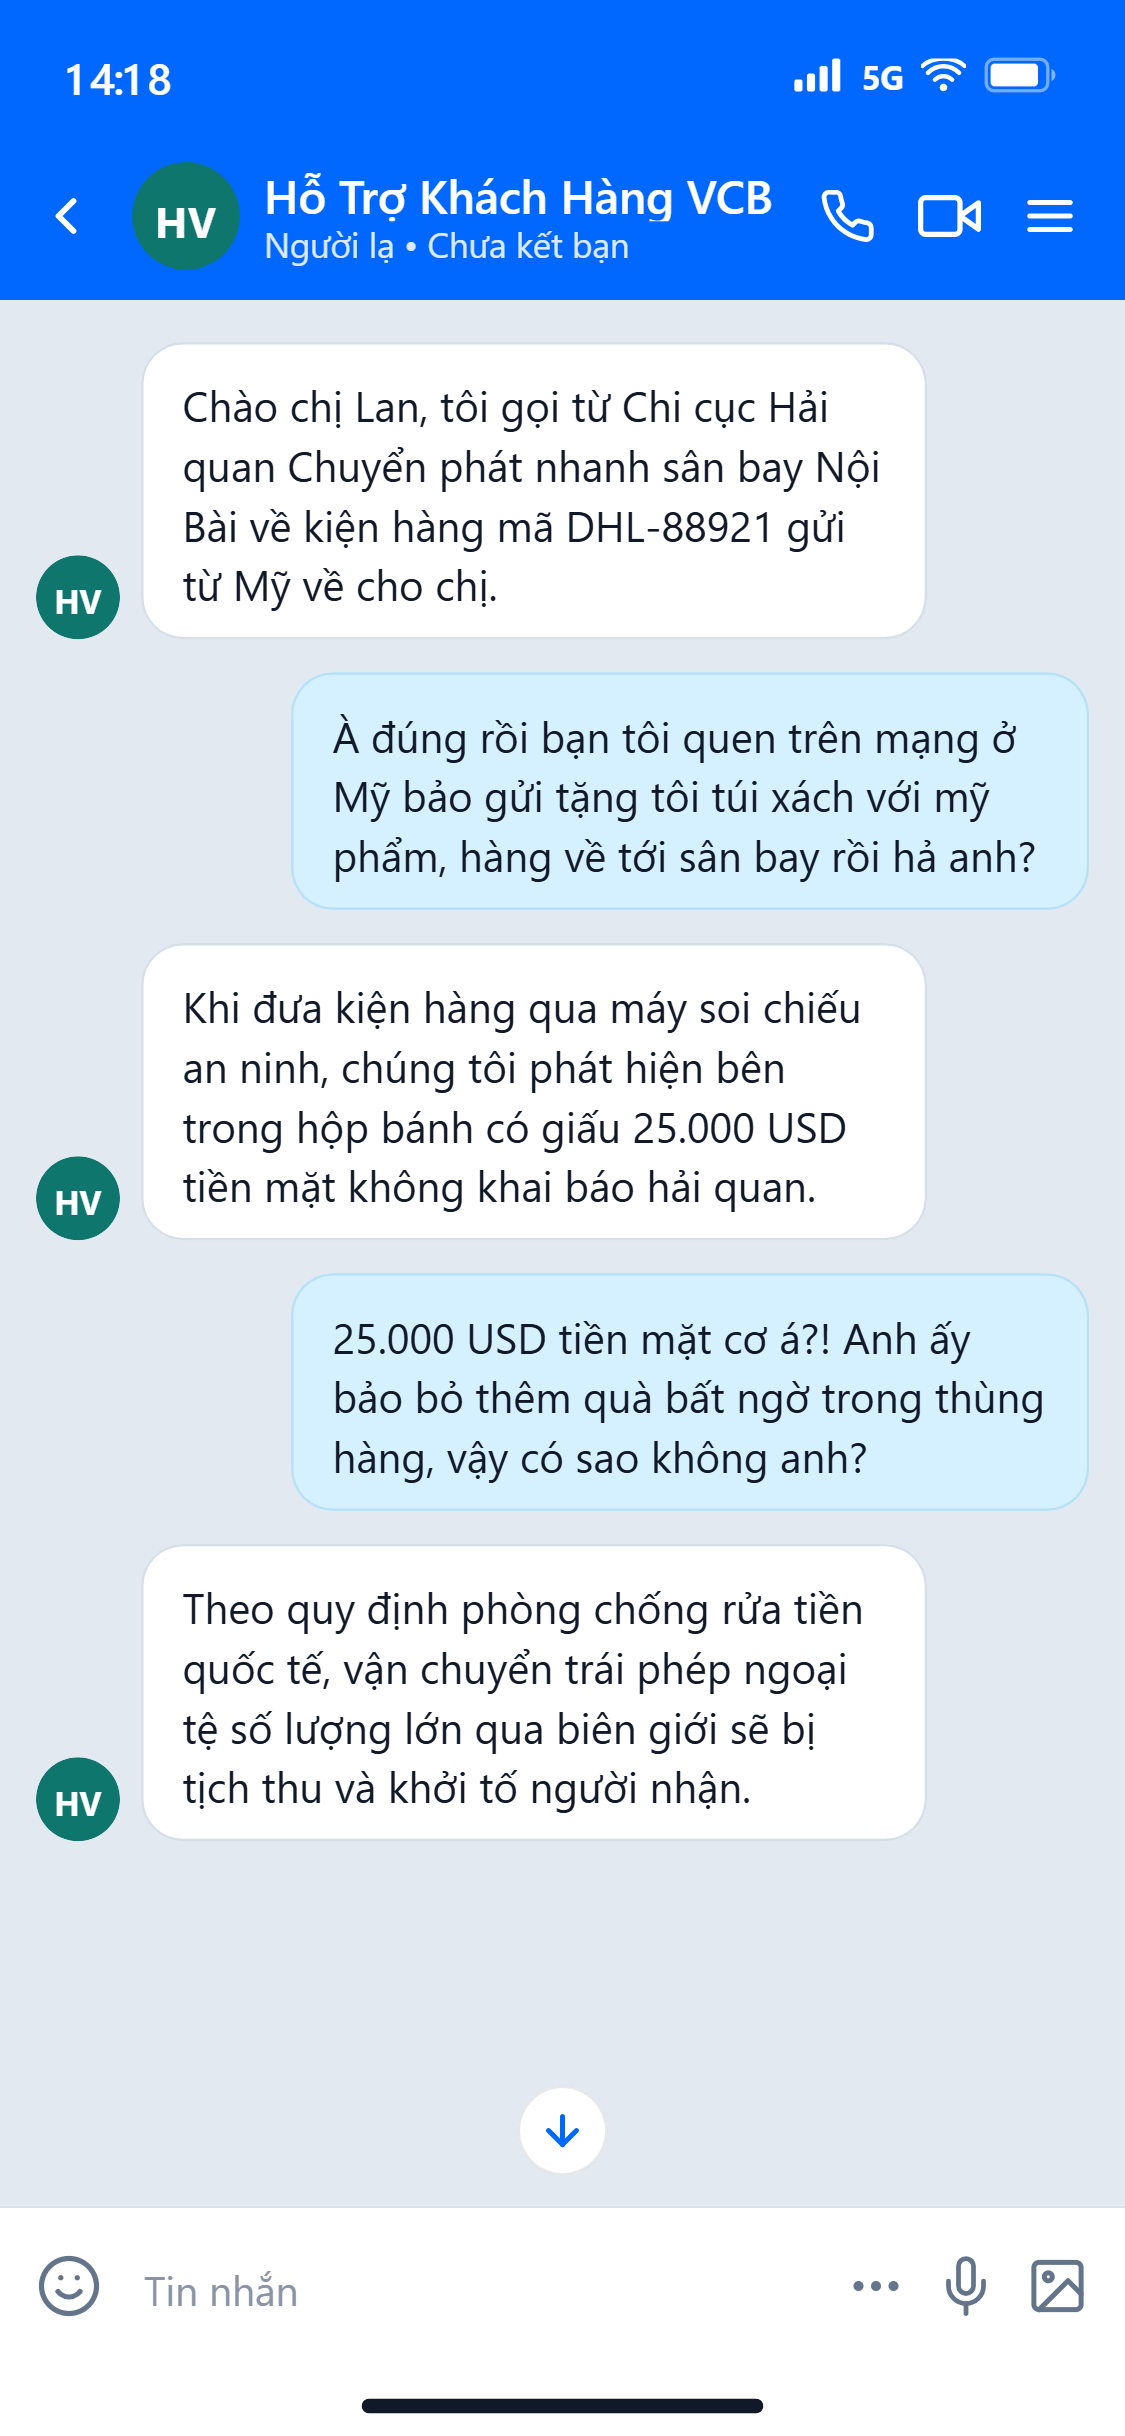 14:18
5G
HV
Hỗ Trợ Khách Hàng VCB
Người lạ • Chưa kết bạn
Chào chị Lan, tôi gọi từ Chi cục Hải
quan Chuyển phát nhanh sân bay Nội
Bài về kiện hàng mã DHL-88921 gửi
từ Mỹ về cho chị.
HV
À đúng rồi bạn tôi quen trên mạng ở
Mỹ bảo gửi tặng tôi túi xách với mỹ
phẩm, hàng về tới sân bay rồi hả anh?
Khi đưa kiện hàng qua máy soi chiếu
an ninh, chúng tôi phát hiện bên
trong hộp bánh có giấu 25.000 USD
tiền mặt không khai báo hải quan.
HV
25.000 USD tiền mặt cơ á?! Anh ấy
bảo bỏ thêm quà bất ngờ trong thùng
hàng, vậy có sao không anh?
Theo quy định phòng chống rửa tiền
quốc tế, vận chuyển trái phép ngoại
tệ số lượng lớn qua biên giới sẽ bị
tịch thu và khởi tố người nhận.
HV
Tin nhắn